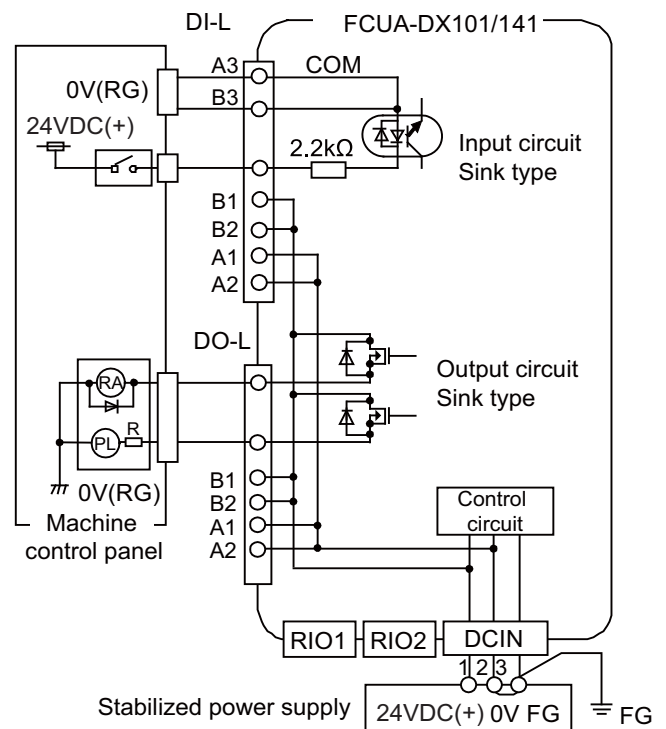 DI-L
FCUA-DX101/141
A3
COM
0V(RG)
B3
24VDC(+)
2.2kΩ
Input circuit
Sink type
B1
B2
A1
A2
DO-L
Output circuit
Sink type
RA
PL
R
0V(RG)
B1
B2
A1
A2
Control
circuit
Machine
control panel
RIO1
RIO2
DCIN
1
2
3
Stabilized power supply
24VDC(+) 0V FG
FG